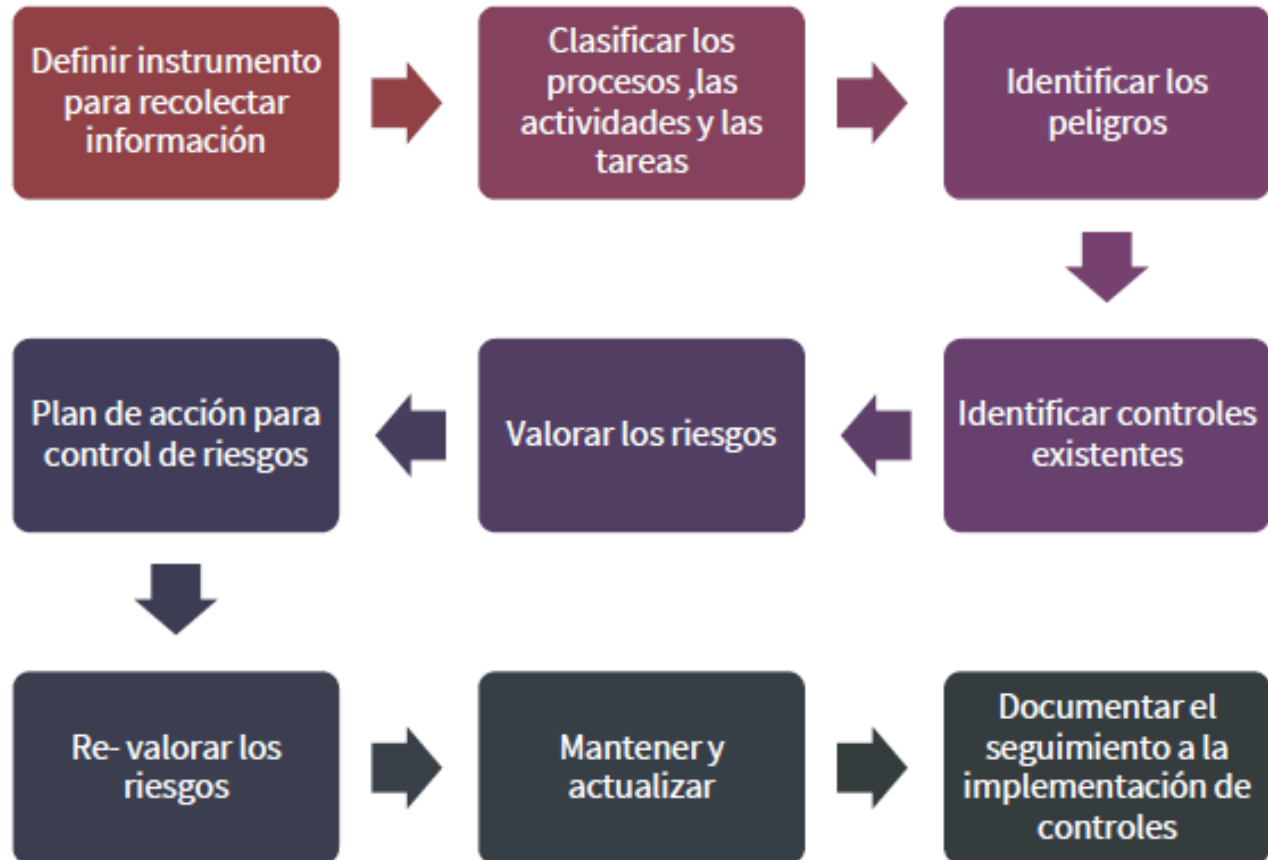 Definir instrumento
para recolectar
información
Clasificar los
procesos ,las
actividades y las
tareas
Identificar los
peligros
Identificar controles
existentes
Valorar los riesgos
Plan de acción para
control de riesgos
Re- valorar los
riesgos
Mantener y
actualizar
Documentar el
seguimiento a la
implementación de
controles